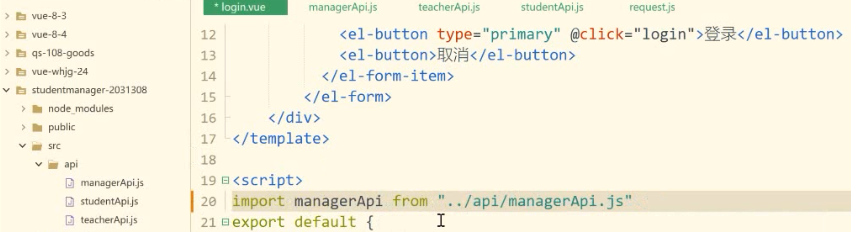 * login.vue
managerApi.js
teacherApi.js
studentApi.js
request.js
vue-8-3
vue-8-4
qs-108-goods
vue-whjg-24
studentmanager-2031308
node_modules
public
src
api
managerApi.js
studentApi.js
teacherApi.js
12 <el-button type="primary" @click="login">登录</el-button>
13 <el-button>取消</el-button>
14 </el-form-item>
15 </el-form>
16 </div>
17 </template>
18
19 <script>
20 import managerApi from "../api/managerApi.js"
21 export default {